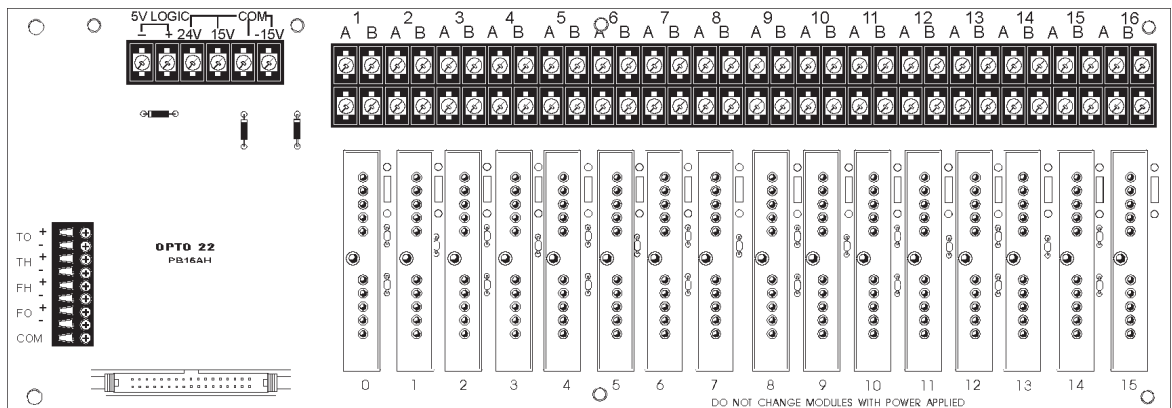 5V LOGIC COM
- + 24V 15V -15V
1 2 3 4 5 6 7 8 9 10 11 12 13 14 15 16
A B A B A B A B A B A B A B A B A B A B A B A B A B A B A B A B
TO + -
TH + -
FH + -
FO + -
COM
OPTO 22
PB16AH
0 1 2 3 4 5 6 7 8 9 10 11 12 13 14 15
DO NOT CHANGE MODULES WITH POWER APPLIED